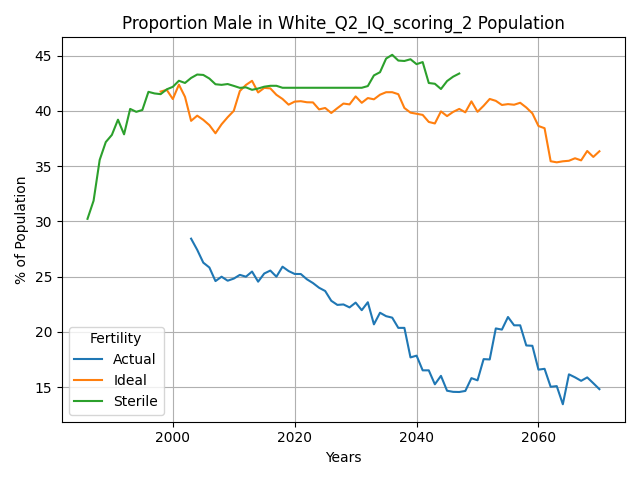 Proportion Male in White_Q2_IQ_scoring_2 Population
% of Population
45
40
35
30
25
20
15
Fertility
Actual
Ideal
Sterile
2000
2020
2040
2060
Years